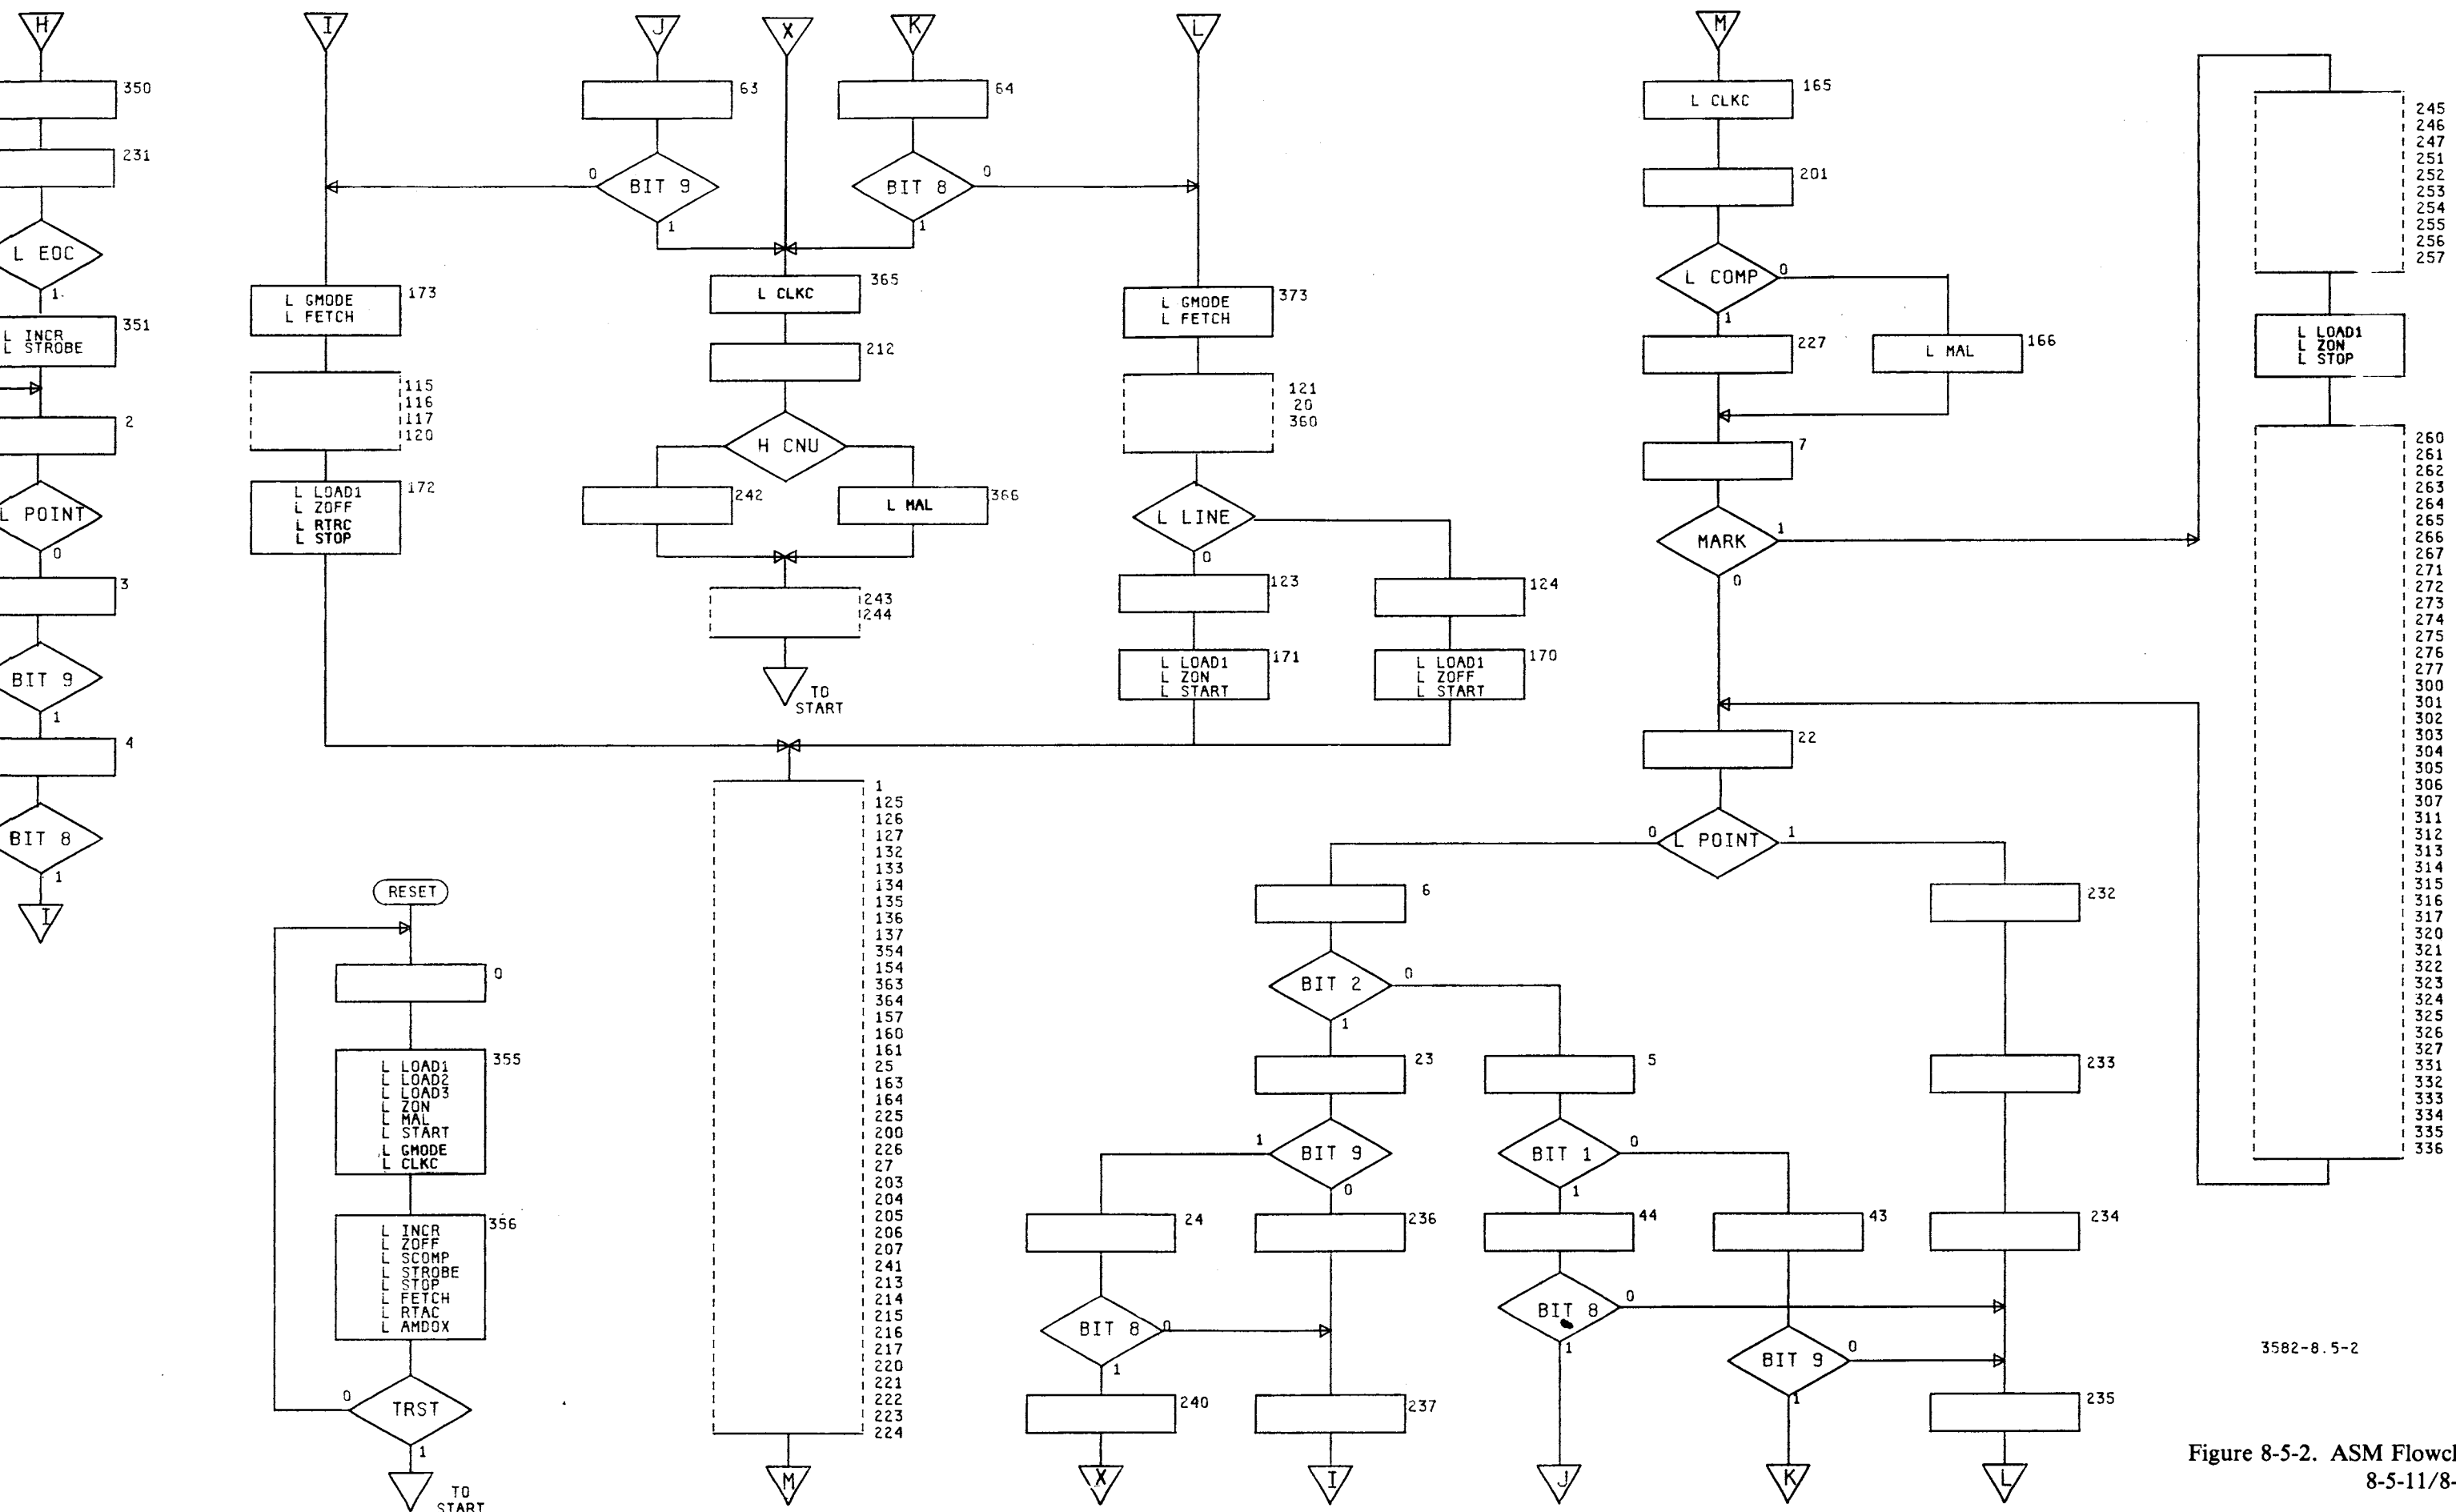 H
350
231
L EOC
1
L INCR
L STROBE
351
2
L POINT
0
3
BIT 9
1
4
BIT 8
1
I
I
173
L GMODE
L FETCH
115
116
117
120
L LOAD1
L ZOFF
L RTRC
L STOP
172
J
63
BIT 9
0
1
X
K
64
BIT 8
0
1
L CLKC
365
212
H CNU
242
L MAL
366
243
244
TO
START
L
L GMODE
L FETCH
373
121
20
360
L LINE
0
123
124
L LOAD1
L ZON
L START
171
L LOAD1
L ZOFF
L START
170
1
125
126
127
132
133
134
135
136
137
354
154
363
364
157
160
161
25
163
164
225
200
226
27
203
204
205
206
207
241
213
214
215
216
217
220
221
222
223
224
M
RESET
0
L LOAD1
L LOAD2
L LOAD3
L ZON
L MAL
L START
L GMODE
L CLKC
355
L INCR
L ZOFF
L SCOMP
L STROBE
L STOP
L FETCH
L RTAC
L AMDOX
356
0
TRST
1
TO
START
M
L CLKC
165
201
L COMP
0
1
227
L MAL
166
7
MARK
1
0
22
0
L POINT
1
6
BIT 2
0
1
23
5
1
BIT 9
0
BIT 1
0
1
24
236
44
43
BIT 8
0
1
BIT 8
0
1
BIT 9
0
1
240
237
232
233
234
235
X
I
J
K
L
245
246
247
251
252
253
254
255
256
257
L LOAD1
L ZON
L STOP
260
261
262
263
264
265
266
267
271
272
273
274
275
276
277
300
301
302
303
304
305
306
307
311
312
313
314
315
316
317
320
321
322
323
324
325
326
327
331
332
333
334
335
336
3582-8.5-2
Figure 8-5-2. ASM Flowcl
8-5-11/8-